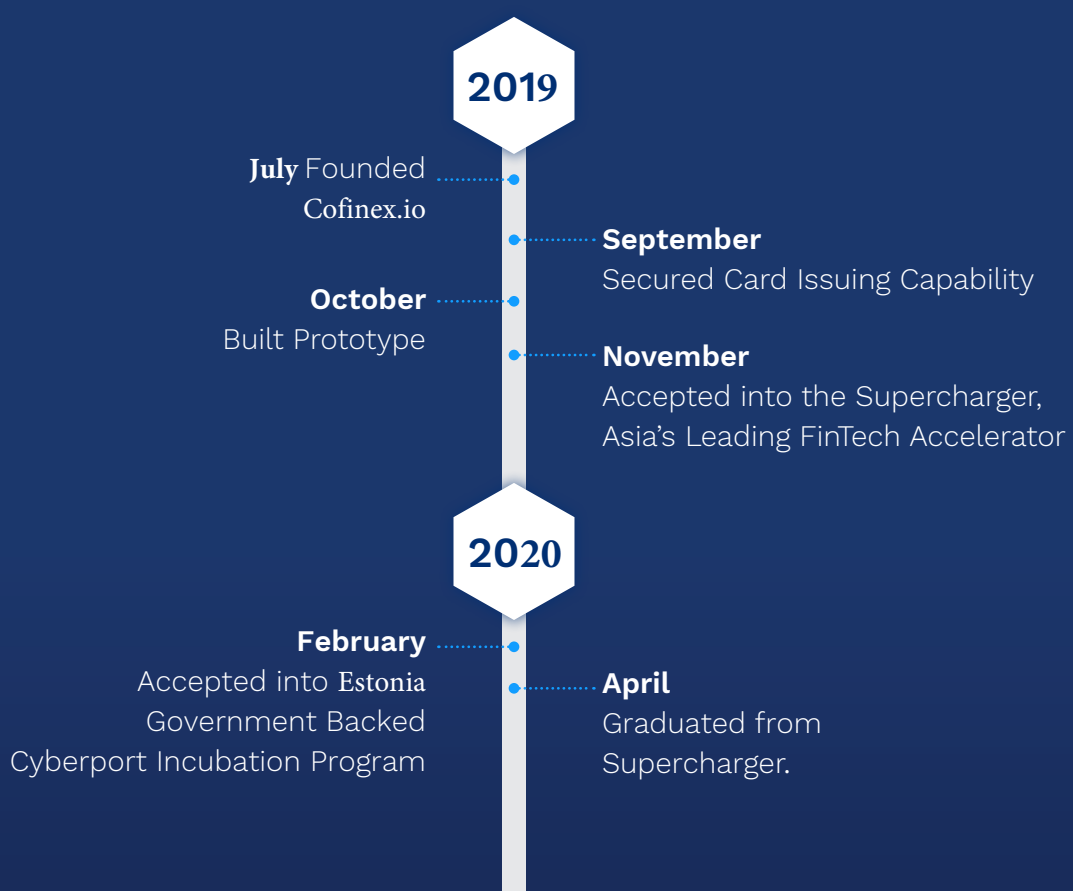 2019
July Founded
Cofinex.io
September
Secured Card Issuing Capability
October
Built Prototype
November
Accepted into the Supercharger,
Asia’s Leading FinTech Accelerator
2020
February
Accepted into Estonia
Government Backed
Cyberport Incubation Program
April
Graduated from
Supercharger.